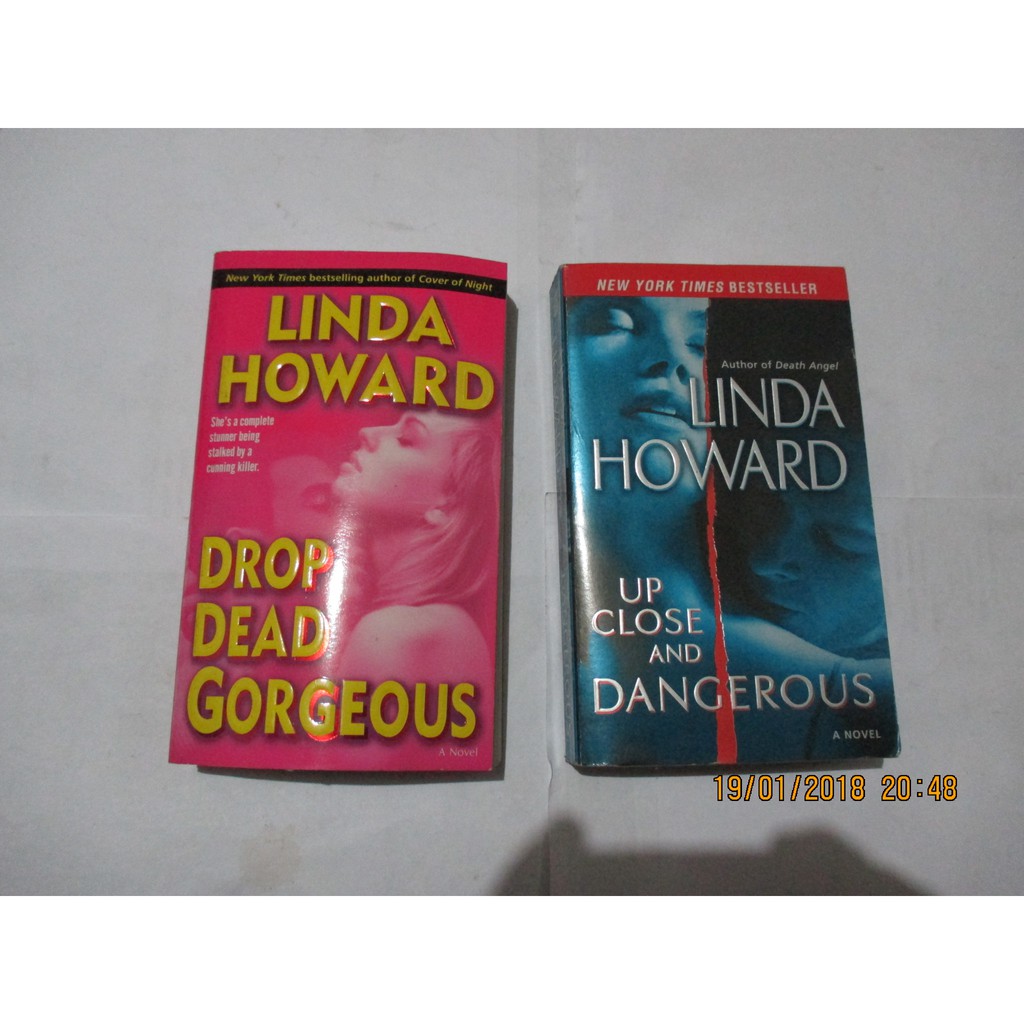 New York Times bestselling author of Cover of Night
LINDA
HOWARD
She's a complete
stunner being
stalked by a
cunning killer.
DROP
DEAD
GORGEOUS
A Novel
NEW YORK TIMES BESTSELLER
Author of Death Angel
LINDA
HOWARD
UP
CLOSE
AND
DANGEROUS
A NOVEL
19/01/2018 20:48